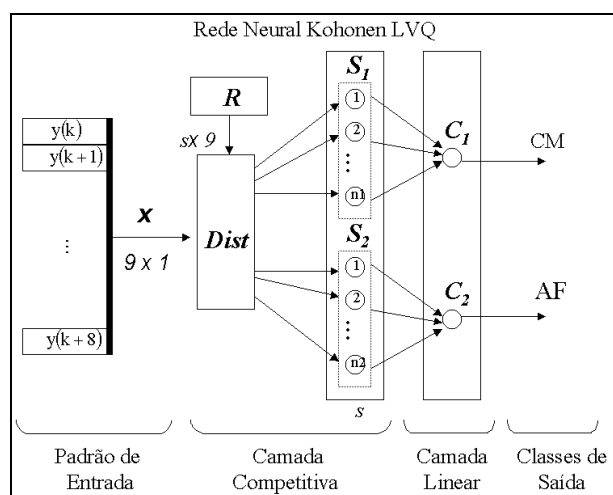 Rede Neural Kohonen LVQ
y(k)
y(k+1)
⋮
y(k+8)
x
9 x 1
R
s x 9
Dist
S1
1
2
⋮
n1
S2
1
2
⋮
n2
s
C1
C2
CM
AF
Padrão de
Entrada
Camada
Competitiva
Camada
Linear
Classes de
Saída